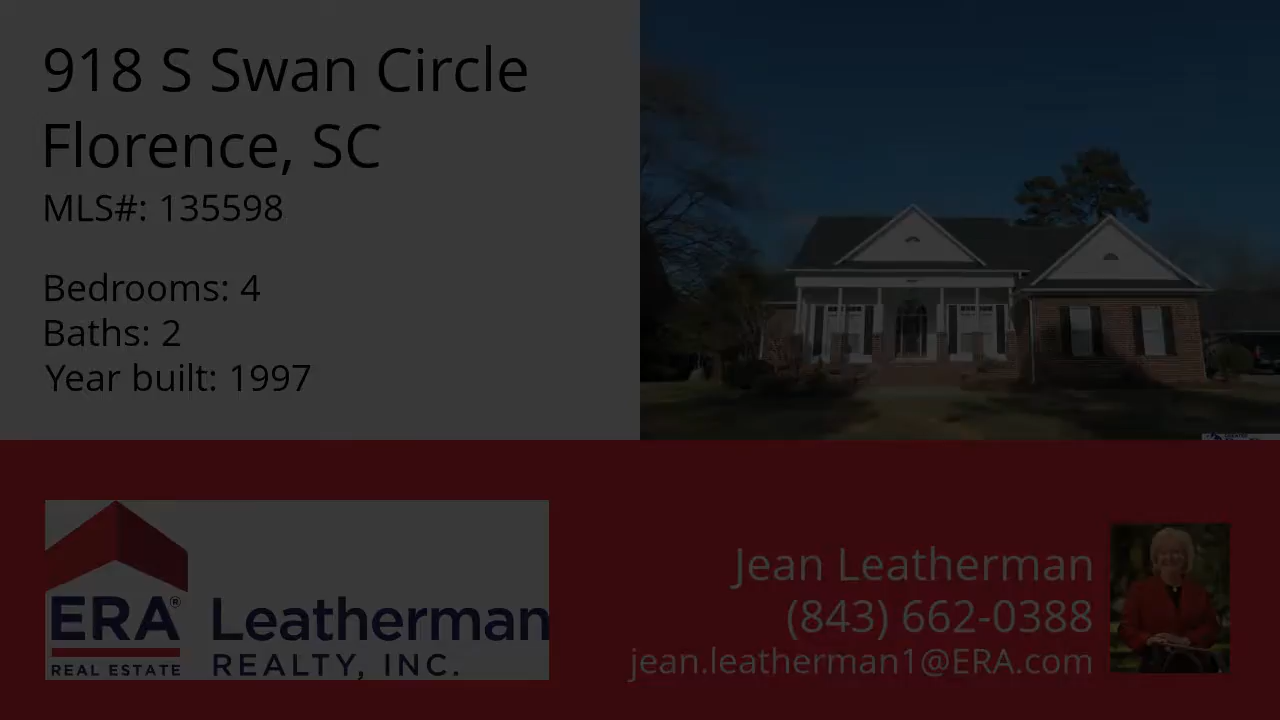 918 S Swan Circle
Florence, SC
MLS#: 135598
Bedrooms: 4
Baths: 2
Year built: 1997
ERA®
REAL ESTATE
Leatherman
REALTY, INC.
Jean Leatherman
(843) 662-0388
jean.leatherman1@ERA.com